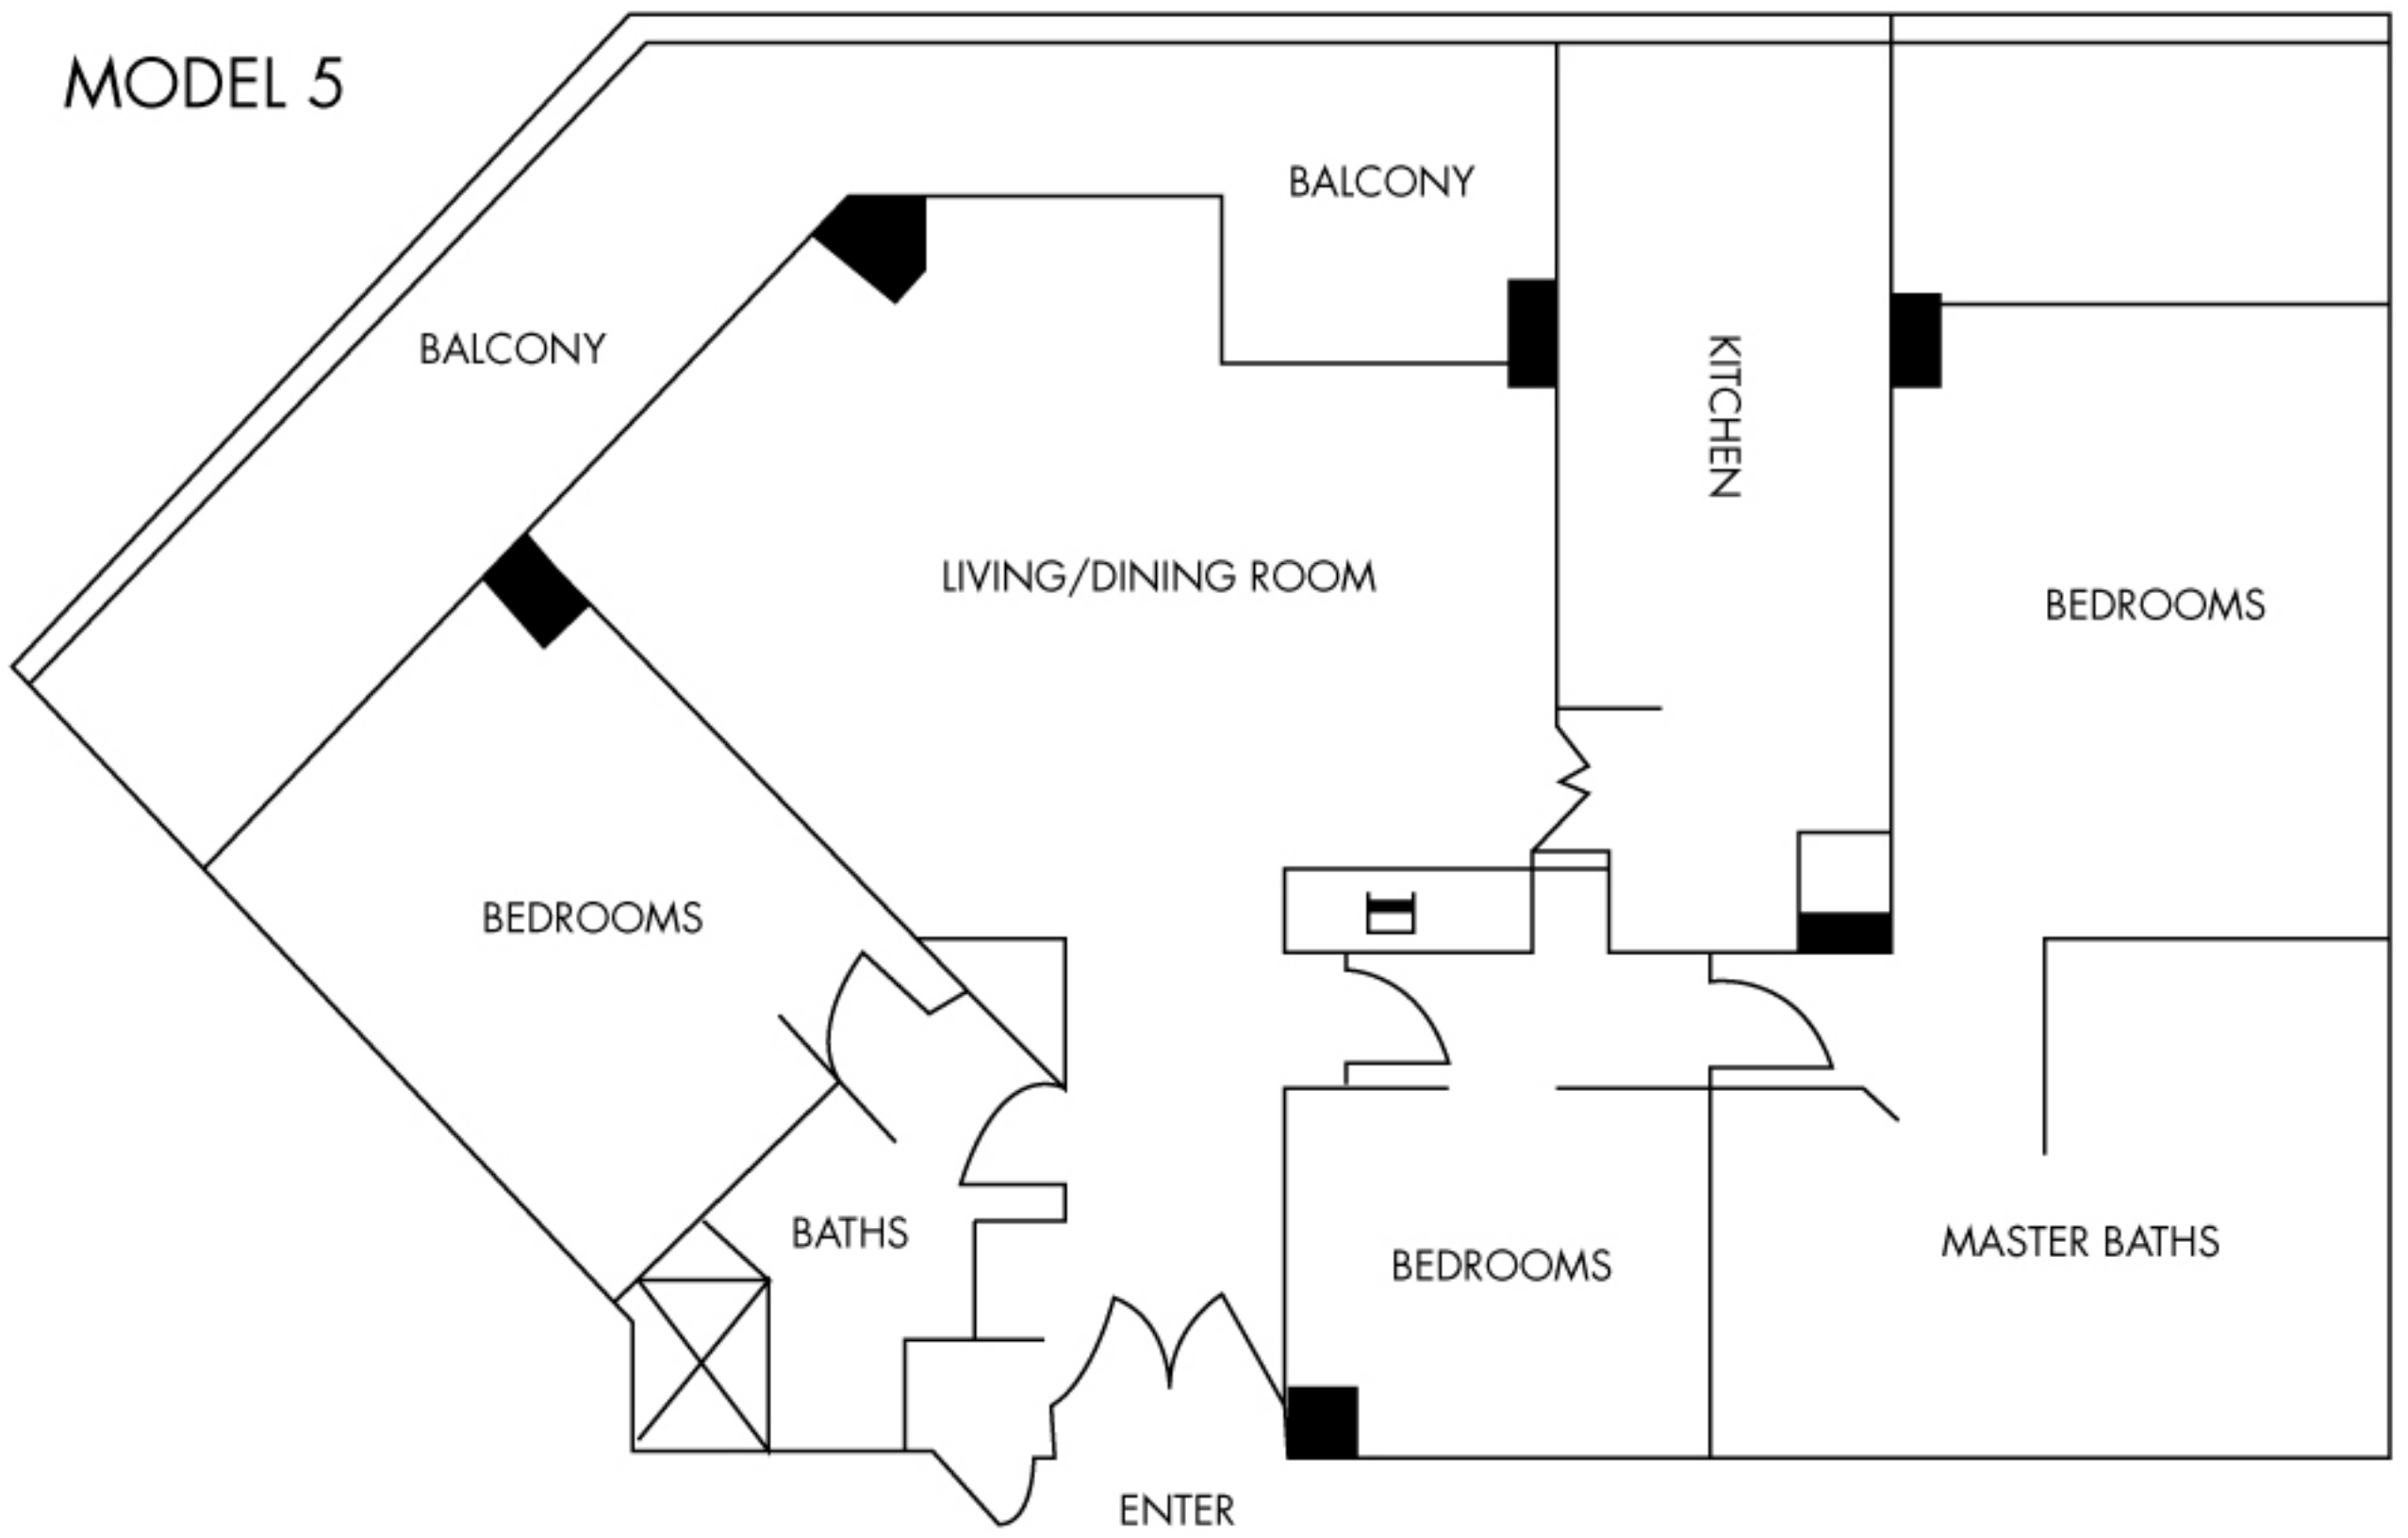 MODEL 5
BALCONY
BALCONY
KITCHEN
LIVING/DINING ROOM
BEDROOMS
BEDROOMS
BATHS
BEDROOMS
MASTER BATHS
ENTER